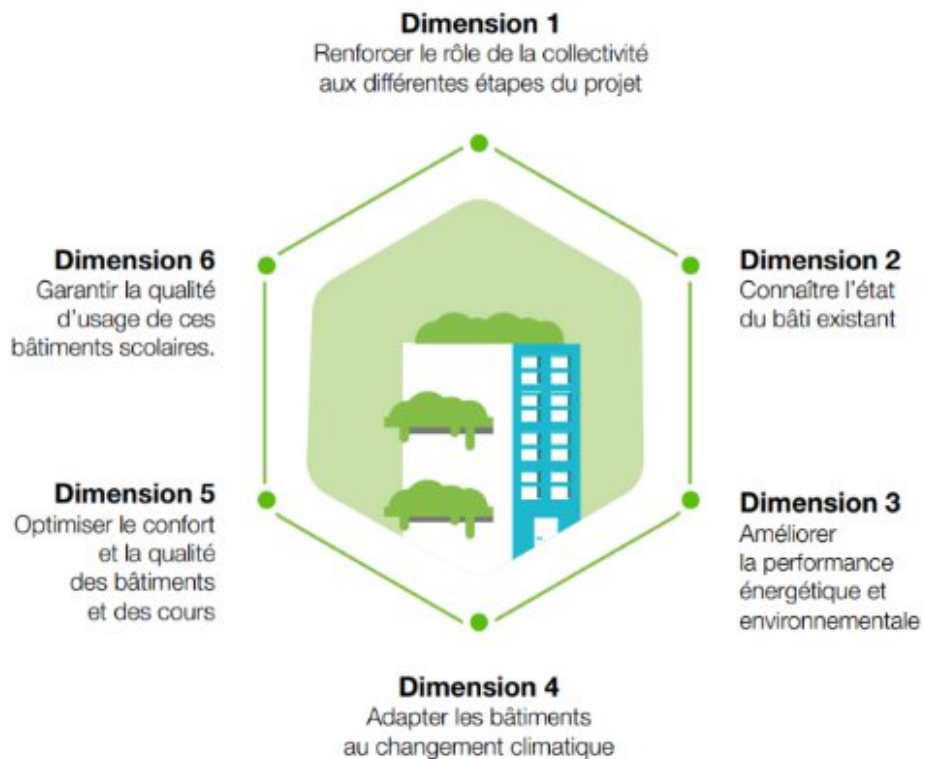 Dimension 1
Renforcer le rôle de la collectivité
aux différentes étapes du projet
Dimension 2
Connaître l'état
du bâti existant
Dimension 3
Améliorer
la performance
énergétique et
environnementale
Dimension 4
Adapter les bâtiments
au changement climatique
Dimension 5
Optimiser le confort
et la qualité
des bâtiments
et des cours
Dimension 6
Garantir la qualité
d'usage de ces
bâtiments scolaires.